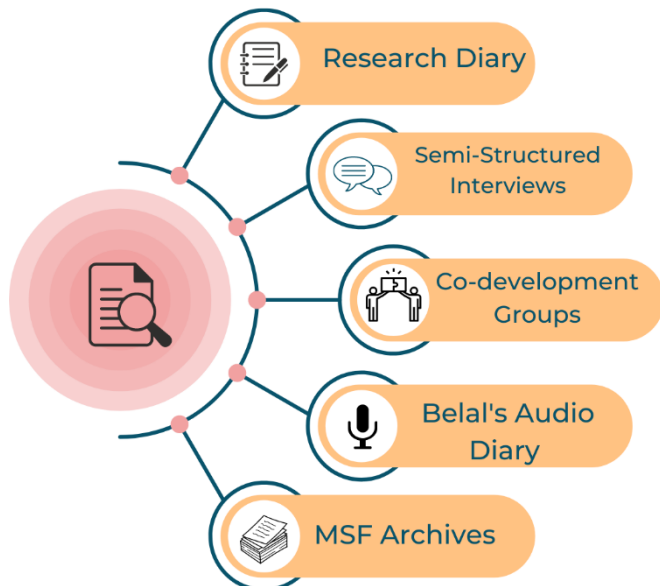 Research Diary
Semi-Structured
Interviews
Co-development
Groups
Belal's Audio
Diary
MSF Archives